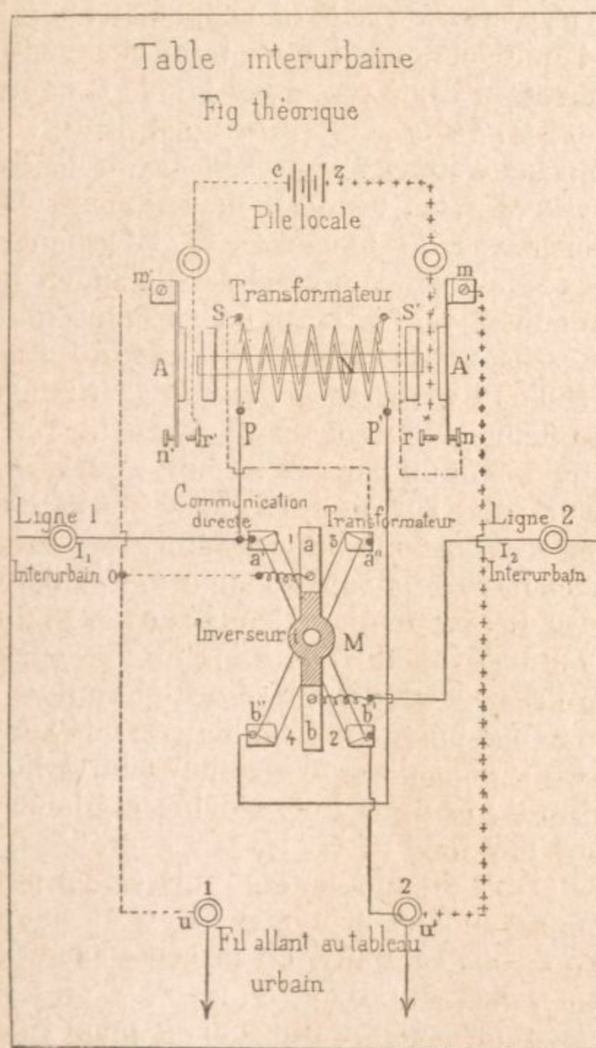 Table interurbaine
Fig théorique
c z
Pile locale
m' m
Transformateur
S S'
A N A'
P P' r n
n' r'
Communication directe
Transformateur
Ligne 1
Ligne 2
I₁ a' 1 a 3 a" I₂
Interurbain o
Interurbain
Inverseur i M
b" 4 b 2 b'
1 2
u u'
Fil allant au tableau
urbain